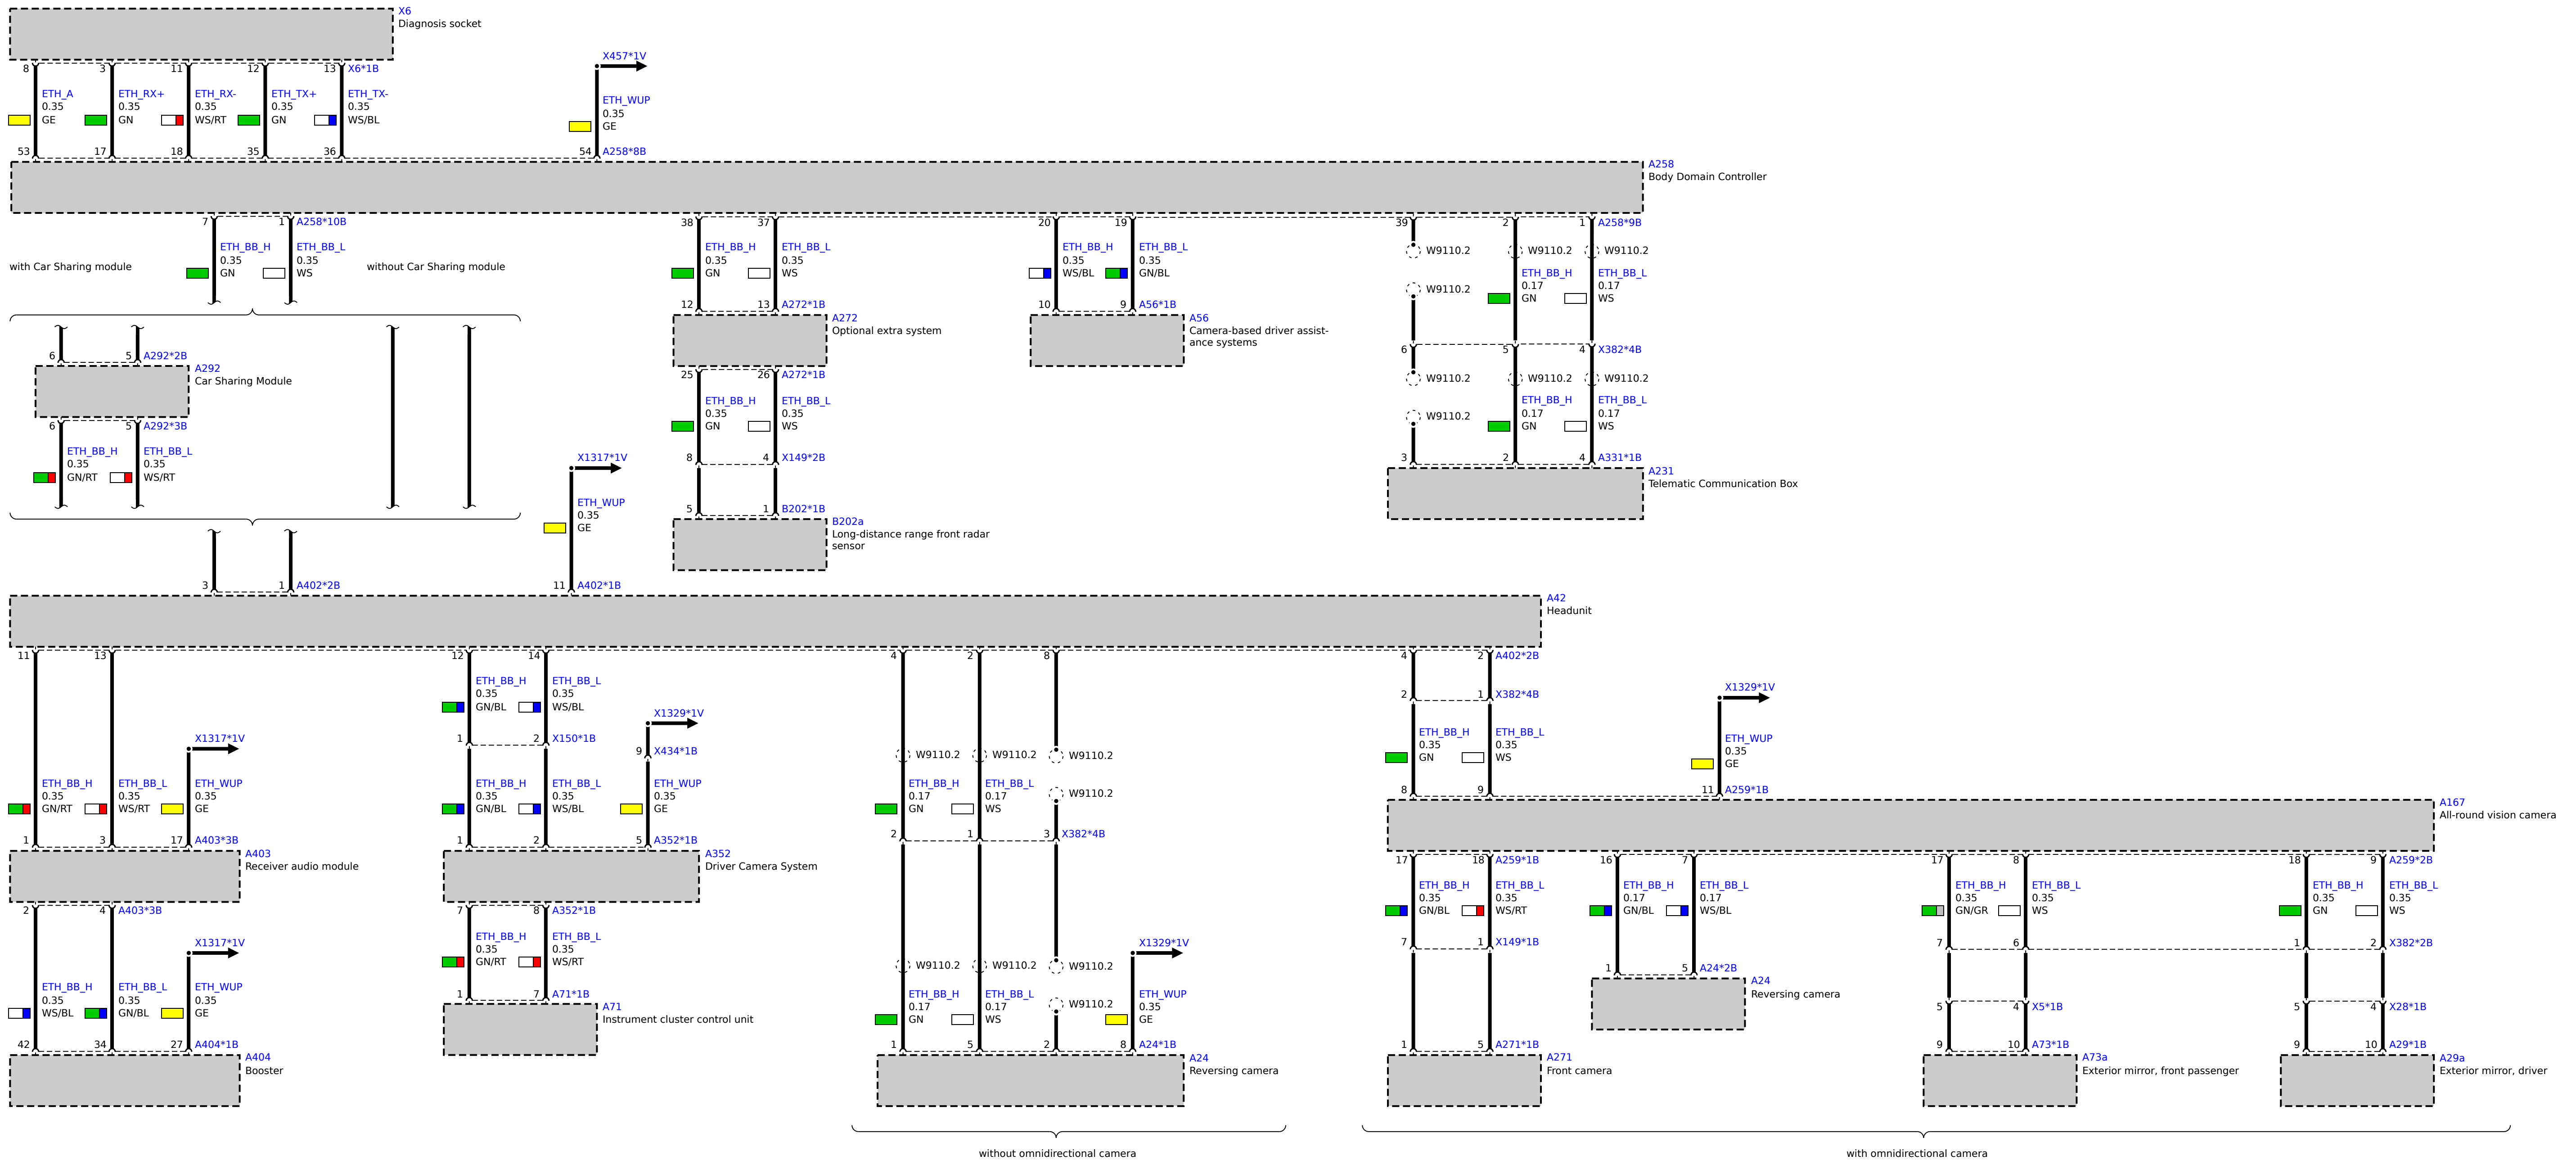 X6
Diagnosis socket
X457*1V
8 3 11 12 13 X6*1B
ETH_A ETH_RX+ ETH_RX- ETH_TX+ ETH_TX- ETH_WUP
0.35 0.35 0.35 0.35 0.35 0.35
GE GN WS/RT GN WS/BL GE
53 17 18 35 36 54 A258*8B
A258
Body Domain Controller
7 1 A258*10B 38 37 20 19 39 2 1 A258*9B
ETH_BB_H ETH_BB_L ETH_BB_H ETH_BB_L ETH_BB_H ETH_BB_L W9110.2 W9110.2 W9110.2
0.35 0.35 0.35 0.35 0.35 0.35
with Car Sharing module GN WS without Car Sharing module GN WS WS/BL GN/BL
ETH_BB_H ETH_BB_L
W9110.2 0.17 0.17
GN WS
12 13 A272*1B 10 9 A56*1B
A272
Optional extra system
A56
Camera-based driver assist-
ance systems
6 5 A292*2B 6 5 4 X382*4B
A292
Car Sharing Module
25 26 A272*1B W9110.2 W9110.2 W9110.2
ETH_BB_H ETH_BB_L ETH_BB_H ETH_BB_L
0.35 0.35 0.17 0.17
GN WS W9110.2 GN WS
6 5 A292*3B
ETH_BB_H ETH_BB_L
0.35 0.35
GN/RT WS/RT
X1317*1V 8 4 X149*2B 3 2 4 A331*1B
A231
Telematic Communication Box
ETH_WUP
0.35
GE
5 1 B202*1B
B202a
Long-distance range front radar
sensor
3 1 A402*2B 11 A402*1B
A42
Headunit
11 13 12 14 4 2 8 4 2 A402*2B
ETH_BB_H ETH_BB_L
0.35 0.35
GN/BL WS/BL
2 1 X382*4B X1329*1V
X1317*1V 1 2 X150*1B X1329*1V
9 X434*1B
W9110.2 W9110.2 W9110.2
ETH_BB_H ETH_BB_L ETH_WUP
0.35 0.35 0.35
GN WS GE
ETH_BB_H ETH_BB_L ETH_WUP ETH_BB_H ETH_BB_L ETH_WUP ETH_BB_H ETH_BB_L W9110.2
0.35 0.35 0.35 0.35 0.35 0.35 0.17 0.17
GN/RT WS/RT GE GN/BL WS/BL GE GN WS
8 9 11 A259*1B
A167
All-round vision camera
1 3 17 A403*3B 1 2 5 A352*1B 2 1 3 X382*4B
A403
Receiver audio module
A352
Driver Camera System
17 18 A259*1B 16 7 17 8 18 9 A259*2B
ETH_BB_H ETH_BB_L ETH_BB_H ETH_BB_L ETH_BB_H ETH_BB_L ETH_BB_H ETH_BB_L
0.35 0.35 0.17 0.17 0.35 0.35 0.35 0.35
GN/BL WS/RT GN/BL WS/BL GN/GR WS GN WS
2 4 A403*3B 7 8 A352*1B
X1317*1V
ETH_BB_H ETH_BB_L
0.35 0.35
GN/RT WS/RT
X1329*1V
7 1 X149*1B 7 6 1 2 X382*2B
W9110.2 W9110.2 W9110.2
1 5 A24*2B
A24
Reversing camera
ETH_BB_H ETH_BB_L ETH_WUP
0.35 0.35 0.35
WS/BL GN/BL GE
1 7 A71*1B
A71
Instrument cluster control unit
ETH_BB_H ETH_BB_L W9110.2 ETH_WUP
0.17 0.17 0.35
GN WS GE
5 4 X5*1B 5 4 X28*1B
42 34 27 A404*1B 1 5 2 8 A24*1B 1 5 A271*1B 9 10 A73*1B 9 10 A29*1B
A404
Booster
A24
Reversing camera
A271
Front camera
A73a
Exterior mirror, front passenger
A29a
Exterior mirror, driver
without omnidirectional camera
with omnidirectional camera